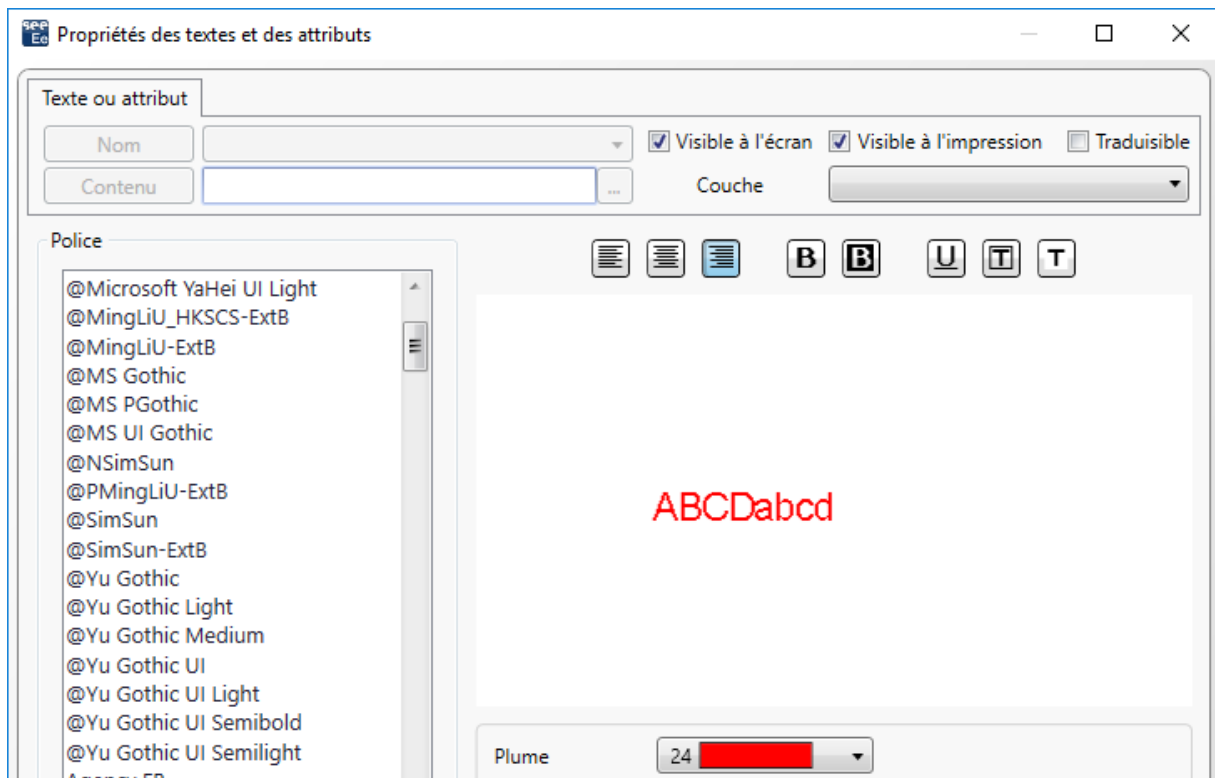 see
Ee
Propriétés des textes et des attributs
Texte ou attribut
Nom
Visible à l'écran
Visible à l'impression
Traduisible
Contenu
...
Couche
Police
B
B
U
T
T
@Microsoft YaHei UI Light
@MingLiU_HKSCS-ExtB
@MingLiU-ExtB
@MS Gothic
@MS PGothic
@MS UI Gothic
@NSimSun
@PMingLiU-ExtB
@SimSun
@SimSun-ExtB
@Yu Gothic
@Yu Gothic Light
@Yu Gothic Medium
@Yu Gothic UI
@Yu Gothic UI Light
@Yu Gothic UI Semibold
@Yu Gothic UI Semilight
ABCDabcd
Plume
24